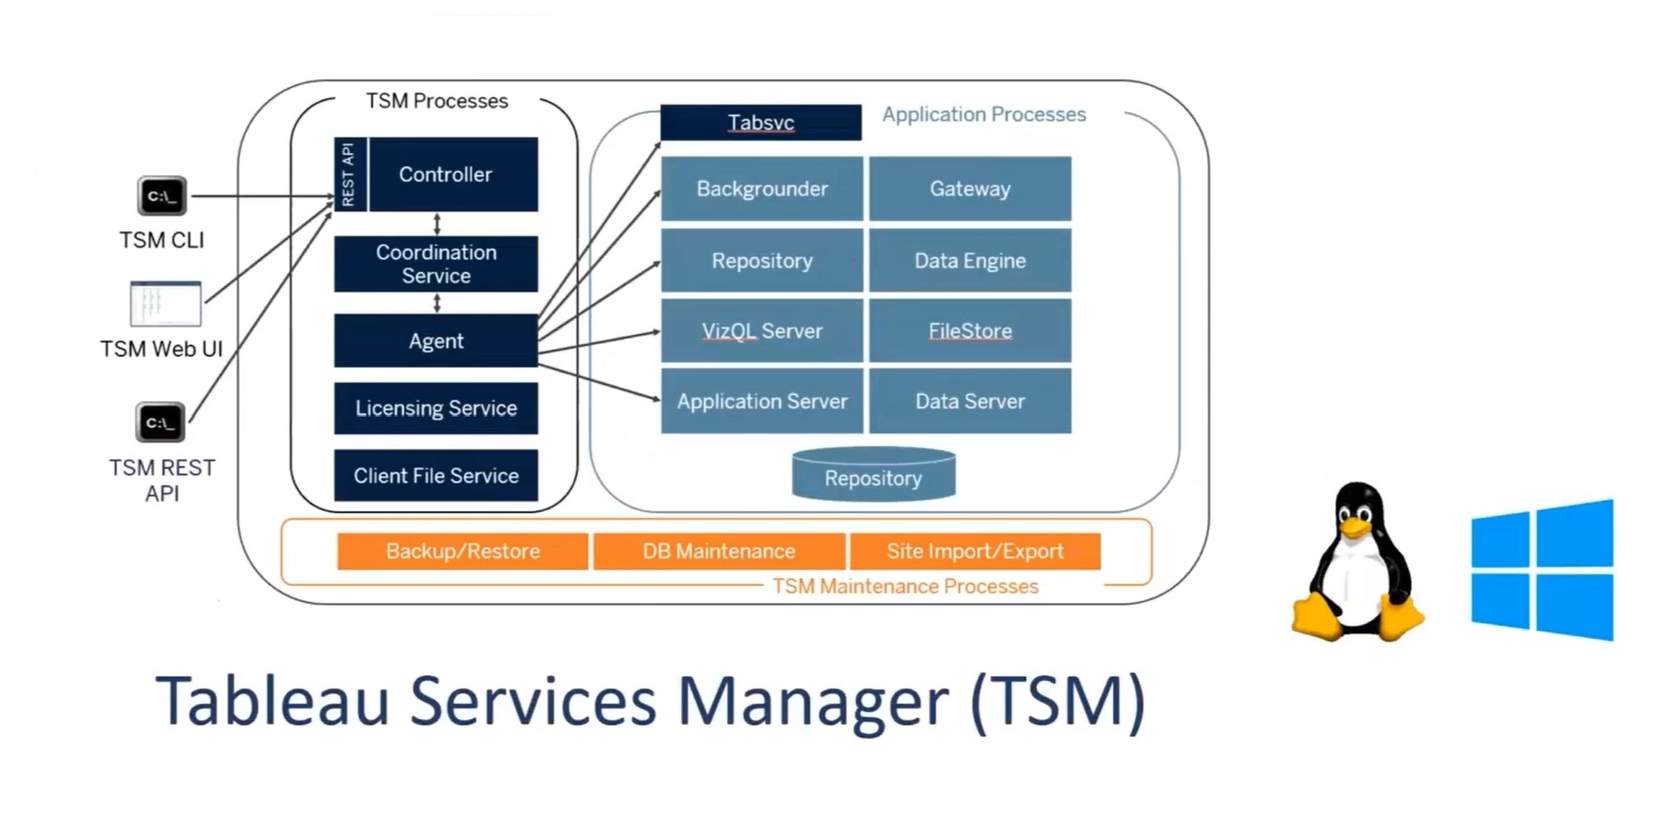 TSM Processes
Application Processes
Tabsvc
REST API
Controller
Backgrounder
Gateway
C:\_
TSM CLI
Coordination
Service
Repository
Data Engine
TSM Web UI
Agent
VizQL Server
FileStore
Licensing Service
Application Server
Data Server
C:\_
TSM REST
API
Client File Service
Repository
Backup/Restore
DB Maintenance
Site Import/Export
TSM Maintenance Processes
Tableau Services Manager (TSM)